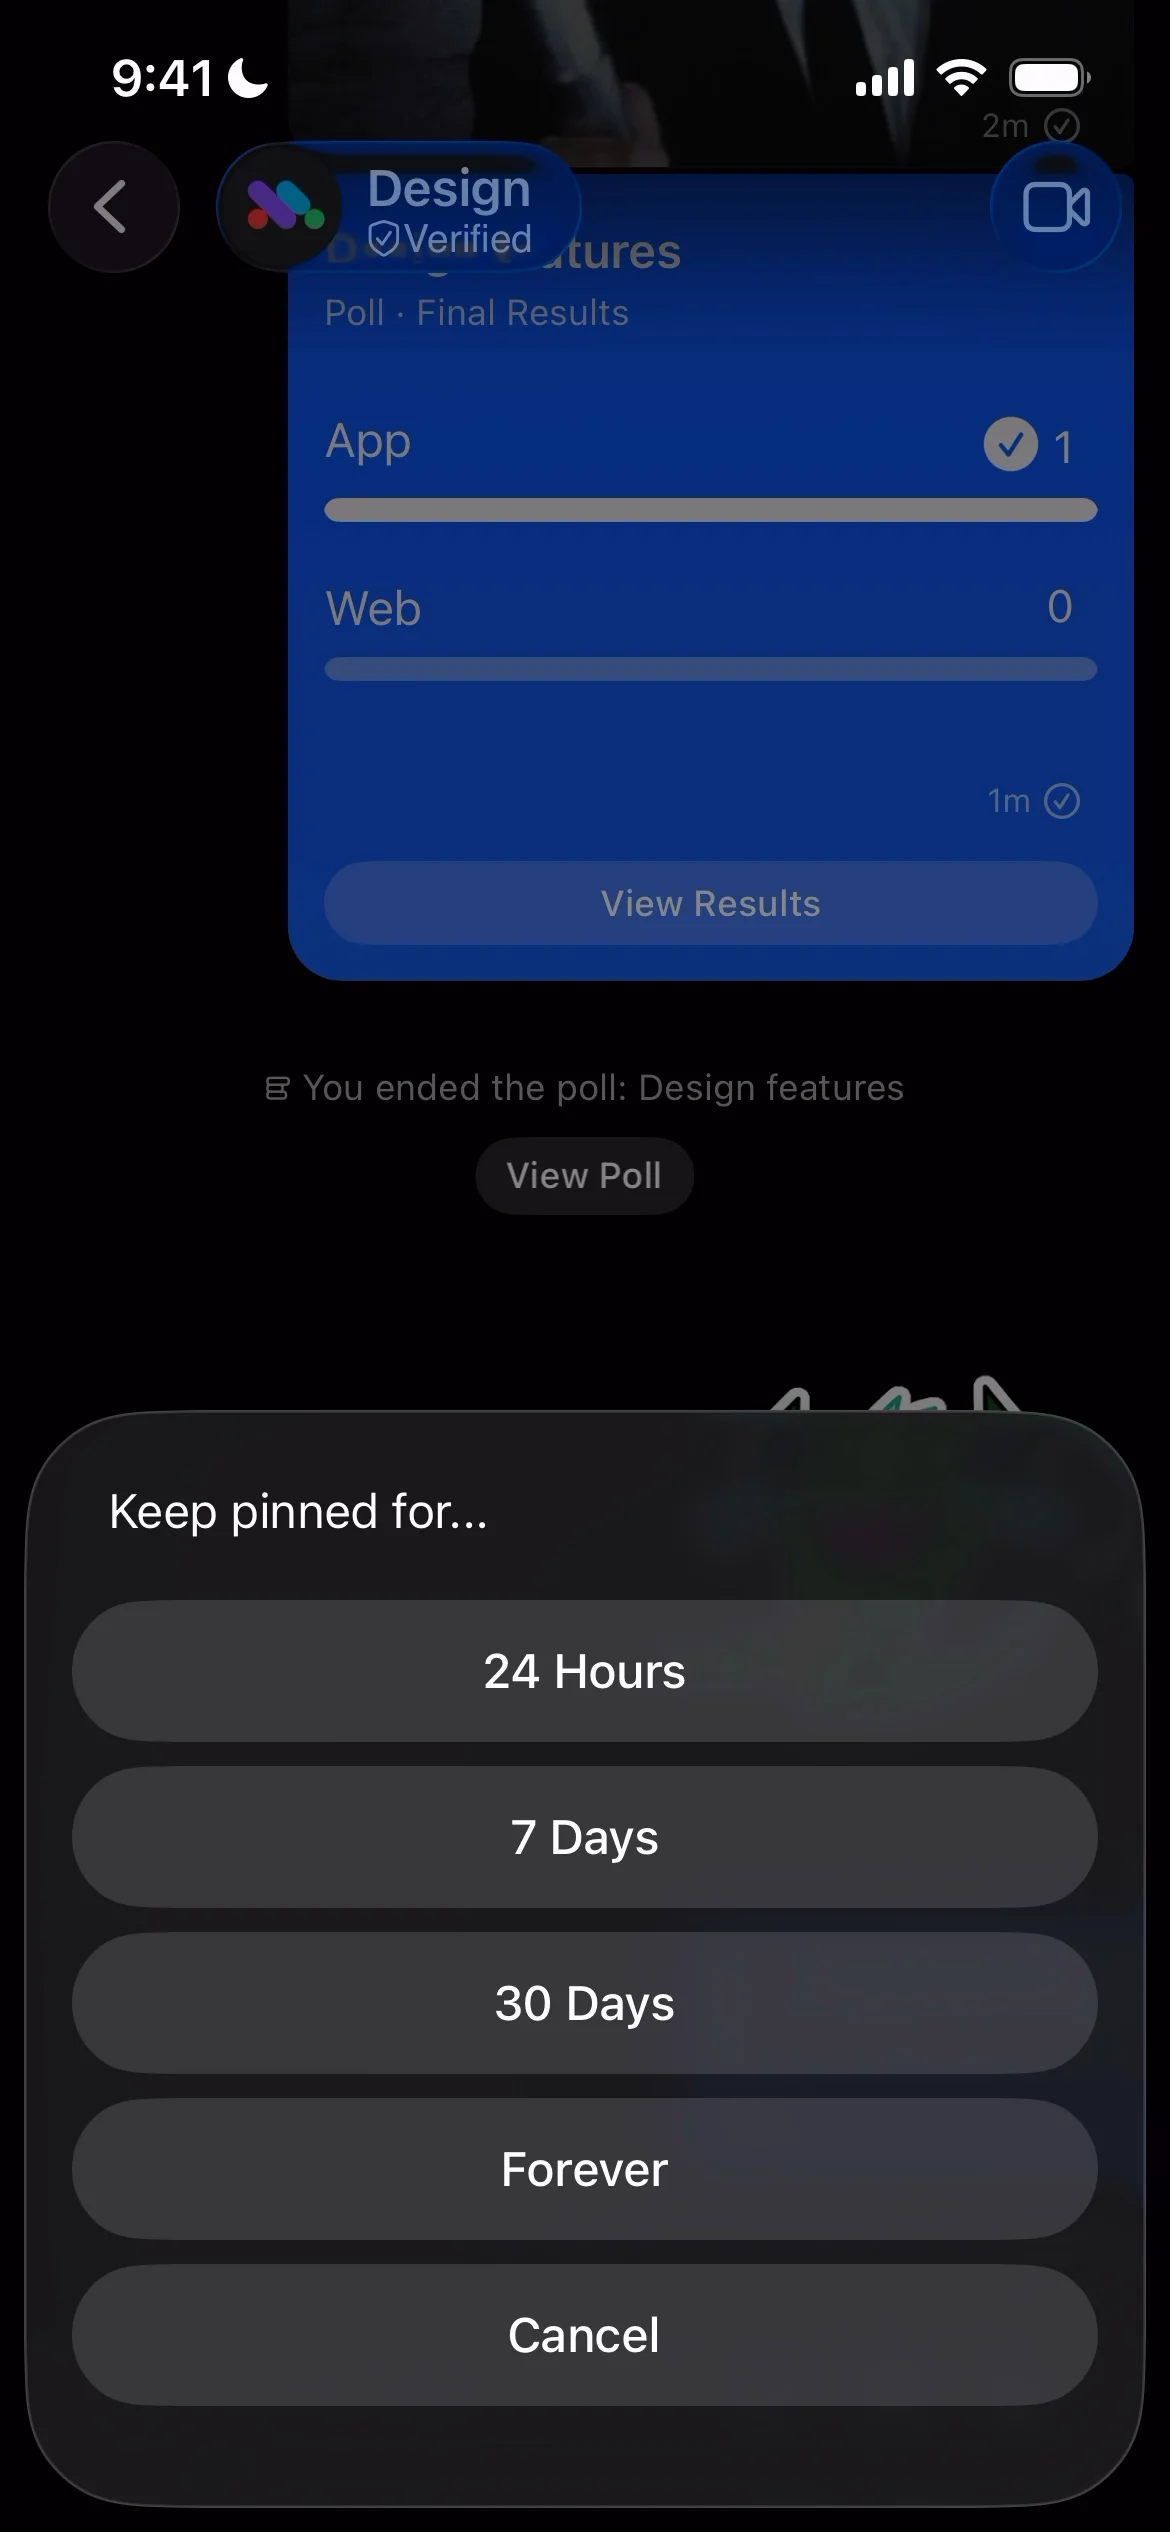 9:41
2m
Design
Verified
Poll · Final Results
App
1
Web
0
1m
View Results
You ended the poll: Design features
View Poll
Keep pinned for...
24 Hours
7 Days
30 Days
Forever
Cancel